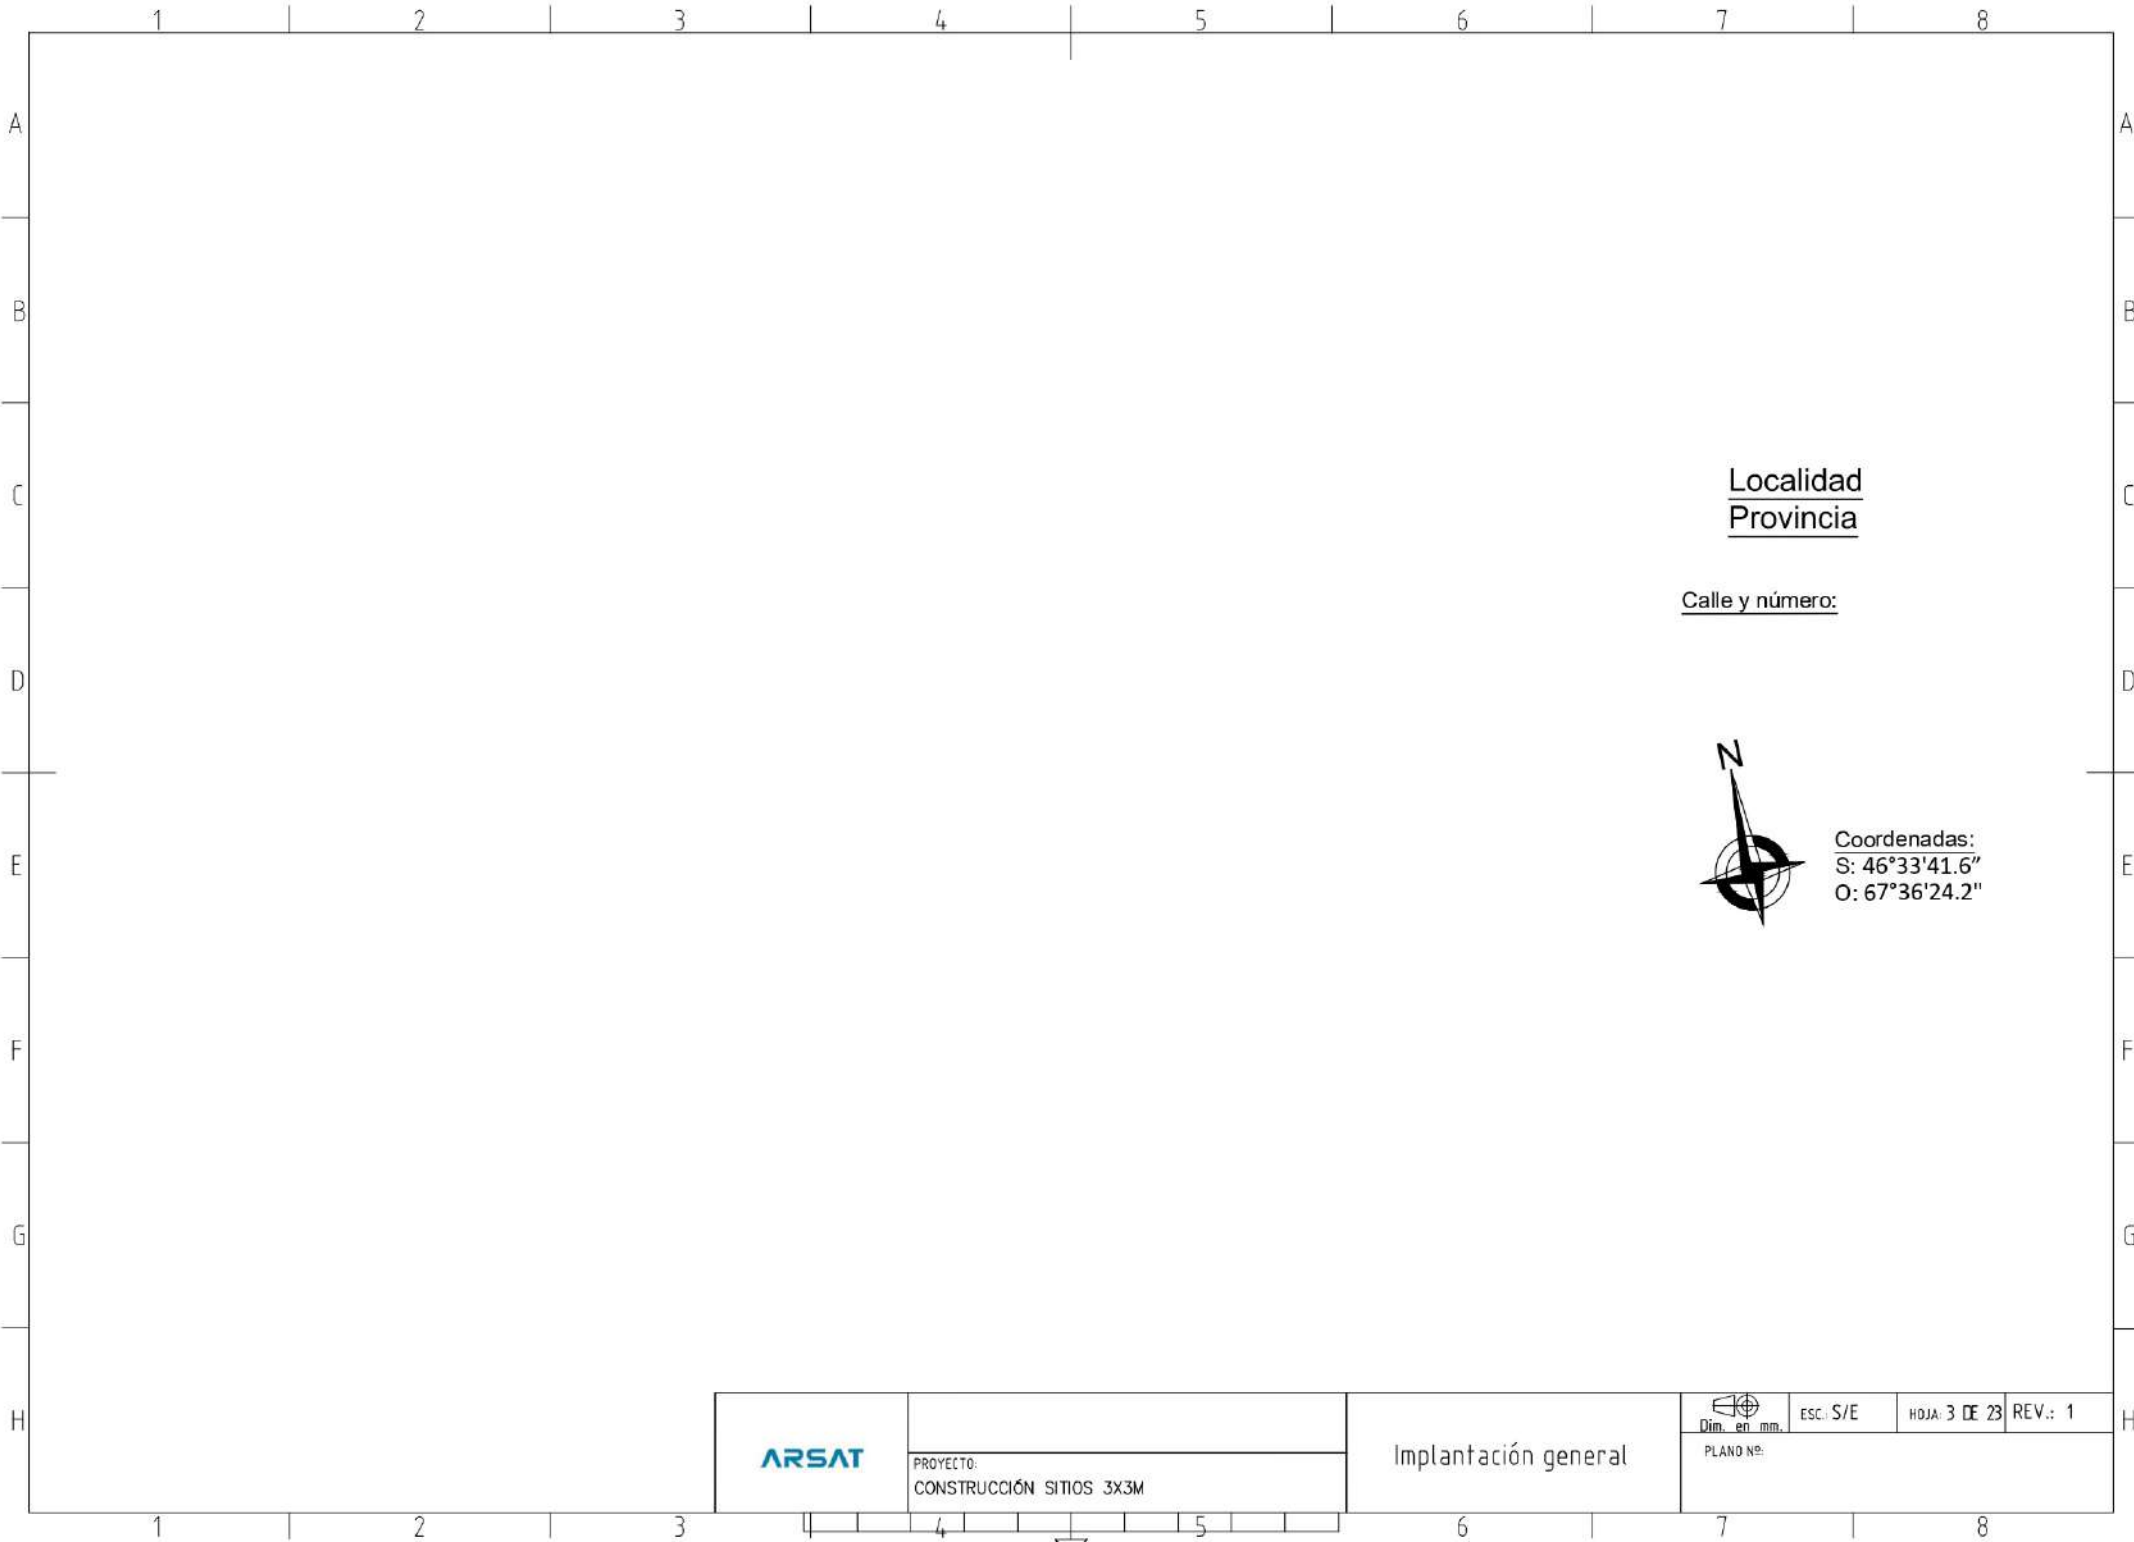 1 2 3 4 5 6 7 8
A A
B B
C C
Localidad
Provincia
Calle y número:
D D
N
Coordenadas:
S: 46°33'41.6”
O: 67°36'24.2"
E E
F F
G G
H H
ARSAT
PROYECTO:
CONSTRUCCIÓN SITIOS 3X3M
Implantación general
Dim. en mm.
ESC.: S/E
HOJA: 3 DE 23
REV.: 1
PLANO Nº:
1 2 3 4 5 6 7 8